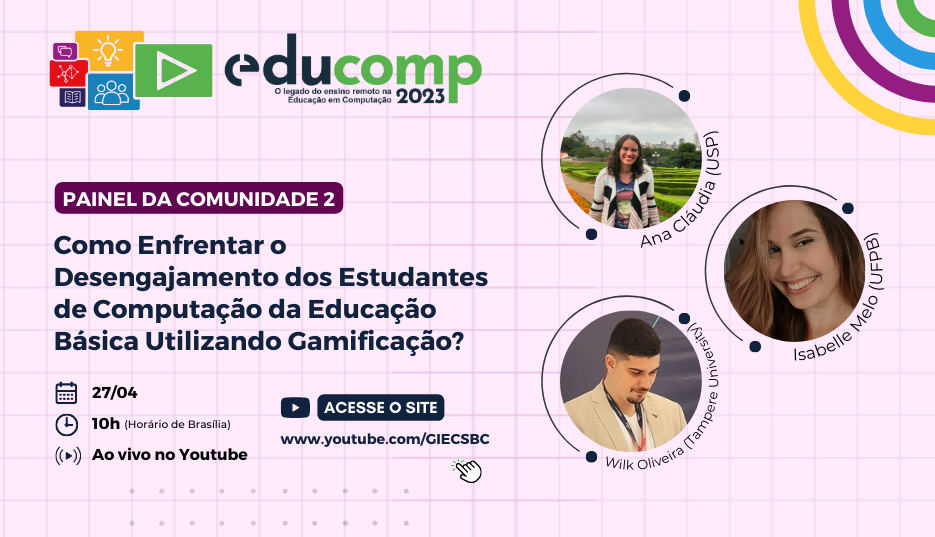 educomp
O legado do ensino remoto na
Educação em Computação
2023
PAINEL DA COMUNIDADE 2
Como Enfrentar o
Desengajamento dos Estudantes
de Computação da Educação
Básica Utilizando Gamificação?
27/04
10h (Horário de Brasília)
Ao vivo no Youtube
ACESSE O SITE
www.youtube.com/GIECSBC
Ana Cláudia (USP)
Isabelle Melo (UFPB)
Wilk Oliveira (Tampere University)